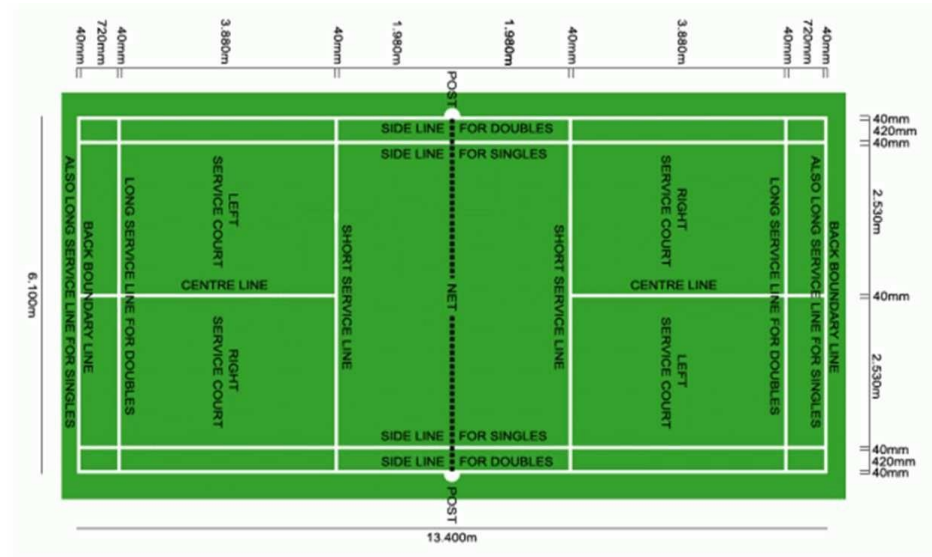 40mm
720mm
40mm
3.880m
40mm
1.980m
1.980m
40mm
3.880m
40mm
720mm
40mm
POST
SIDE LINE FOR DOUBLES
SIDE LINE FOR SINGLES
40mm
420mm
40mm
2.530m
40mm
2.530m
40mm
420mm
40mm
6.100m
ALSO LONG SERVICE LINE FOR SINGLES
BACK BOUNDARY LINE
LONG SERVICE LINE FOR DOUBLES
LEFT
SERVICE COURT
CENTRE LINE
RIGHT
SERVICE COURT
SHORT SERVICE LINE
NET
SHORT SERVICE LINE
RIGHT
SERVICE COURT
CENTRE LINE
LEFT
SERVICE COURT
LONG SERVICE LINE FOR DOUBLES
ALSO LONG SERVICE LINE FOR SINGLES
BACK BOUNDARY LINE
SIDE LINE FOR SINGLES
SIDE LINE FOR DOUBLES
POST
13.400m